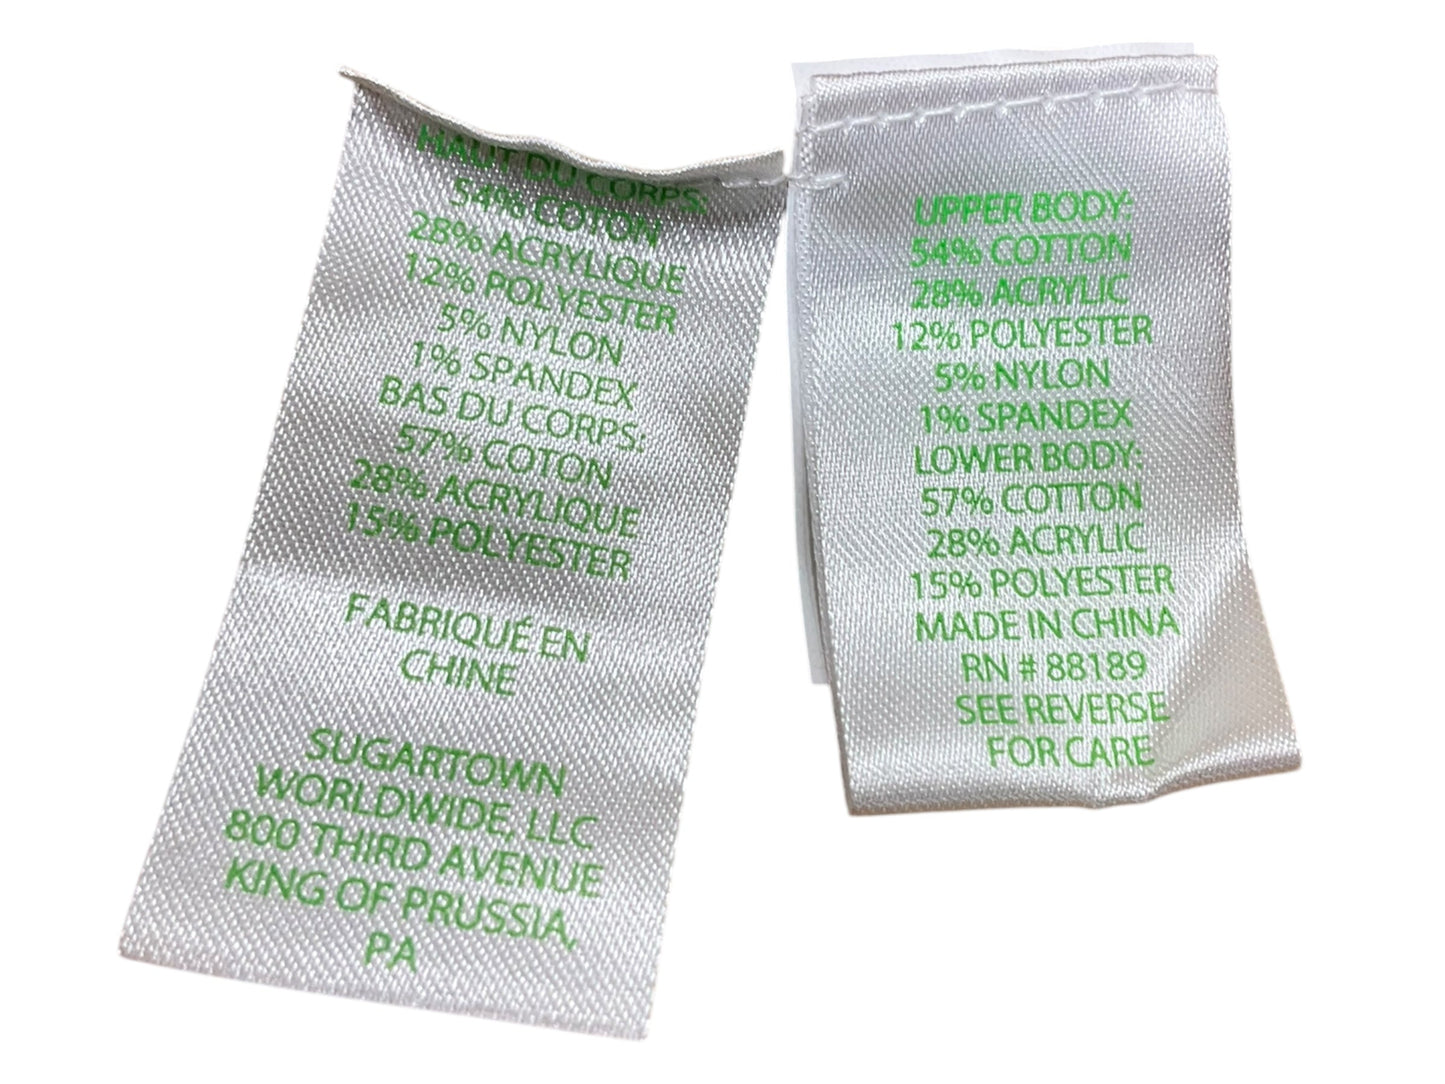 HAUT DU CORPS:
54% COTON
28% ACRYLIQUE
12% POLYESTER
5% NYLON
1% SPANDEX
BAS DU CORPS:
57% COTON
28% ACRYLIQUE
15% POLYESTER
FABRIQUÉ EN
CHINE
SUGARTOWN
WORLDWIDE, LLC
800 THIRD AVENUE
KING OF PRUSSIA,
PA
UPPER BODY:
54% COTTON
28% ACRYLIC
12% POLYESTER
5% NYLON
1% SPANDEX
LOWER BODY:
57% COTTON
28% ACRYLIC
15% POLYESTER
MADE IN CHINA
RN # 88189
SEE REVERSE
FOR CARE